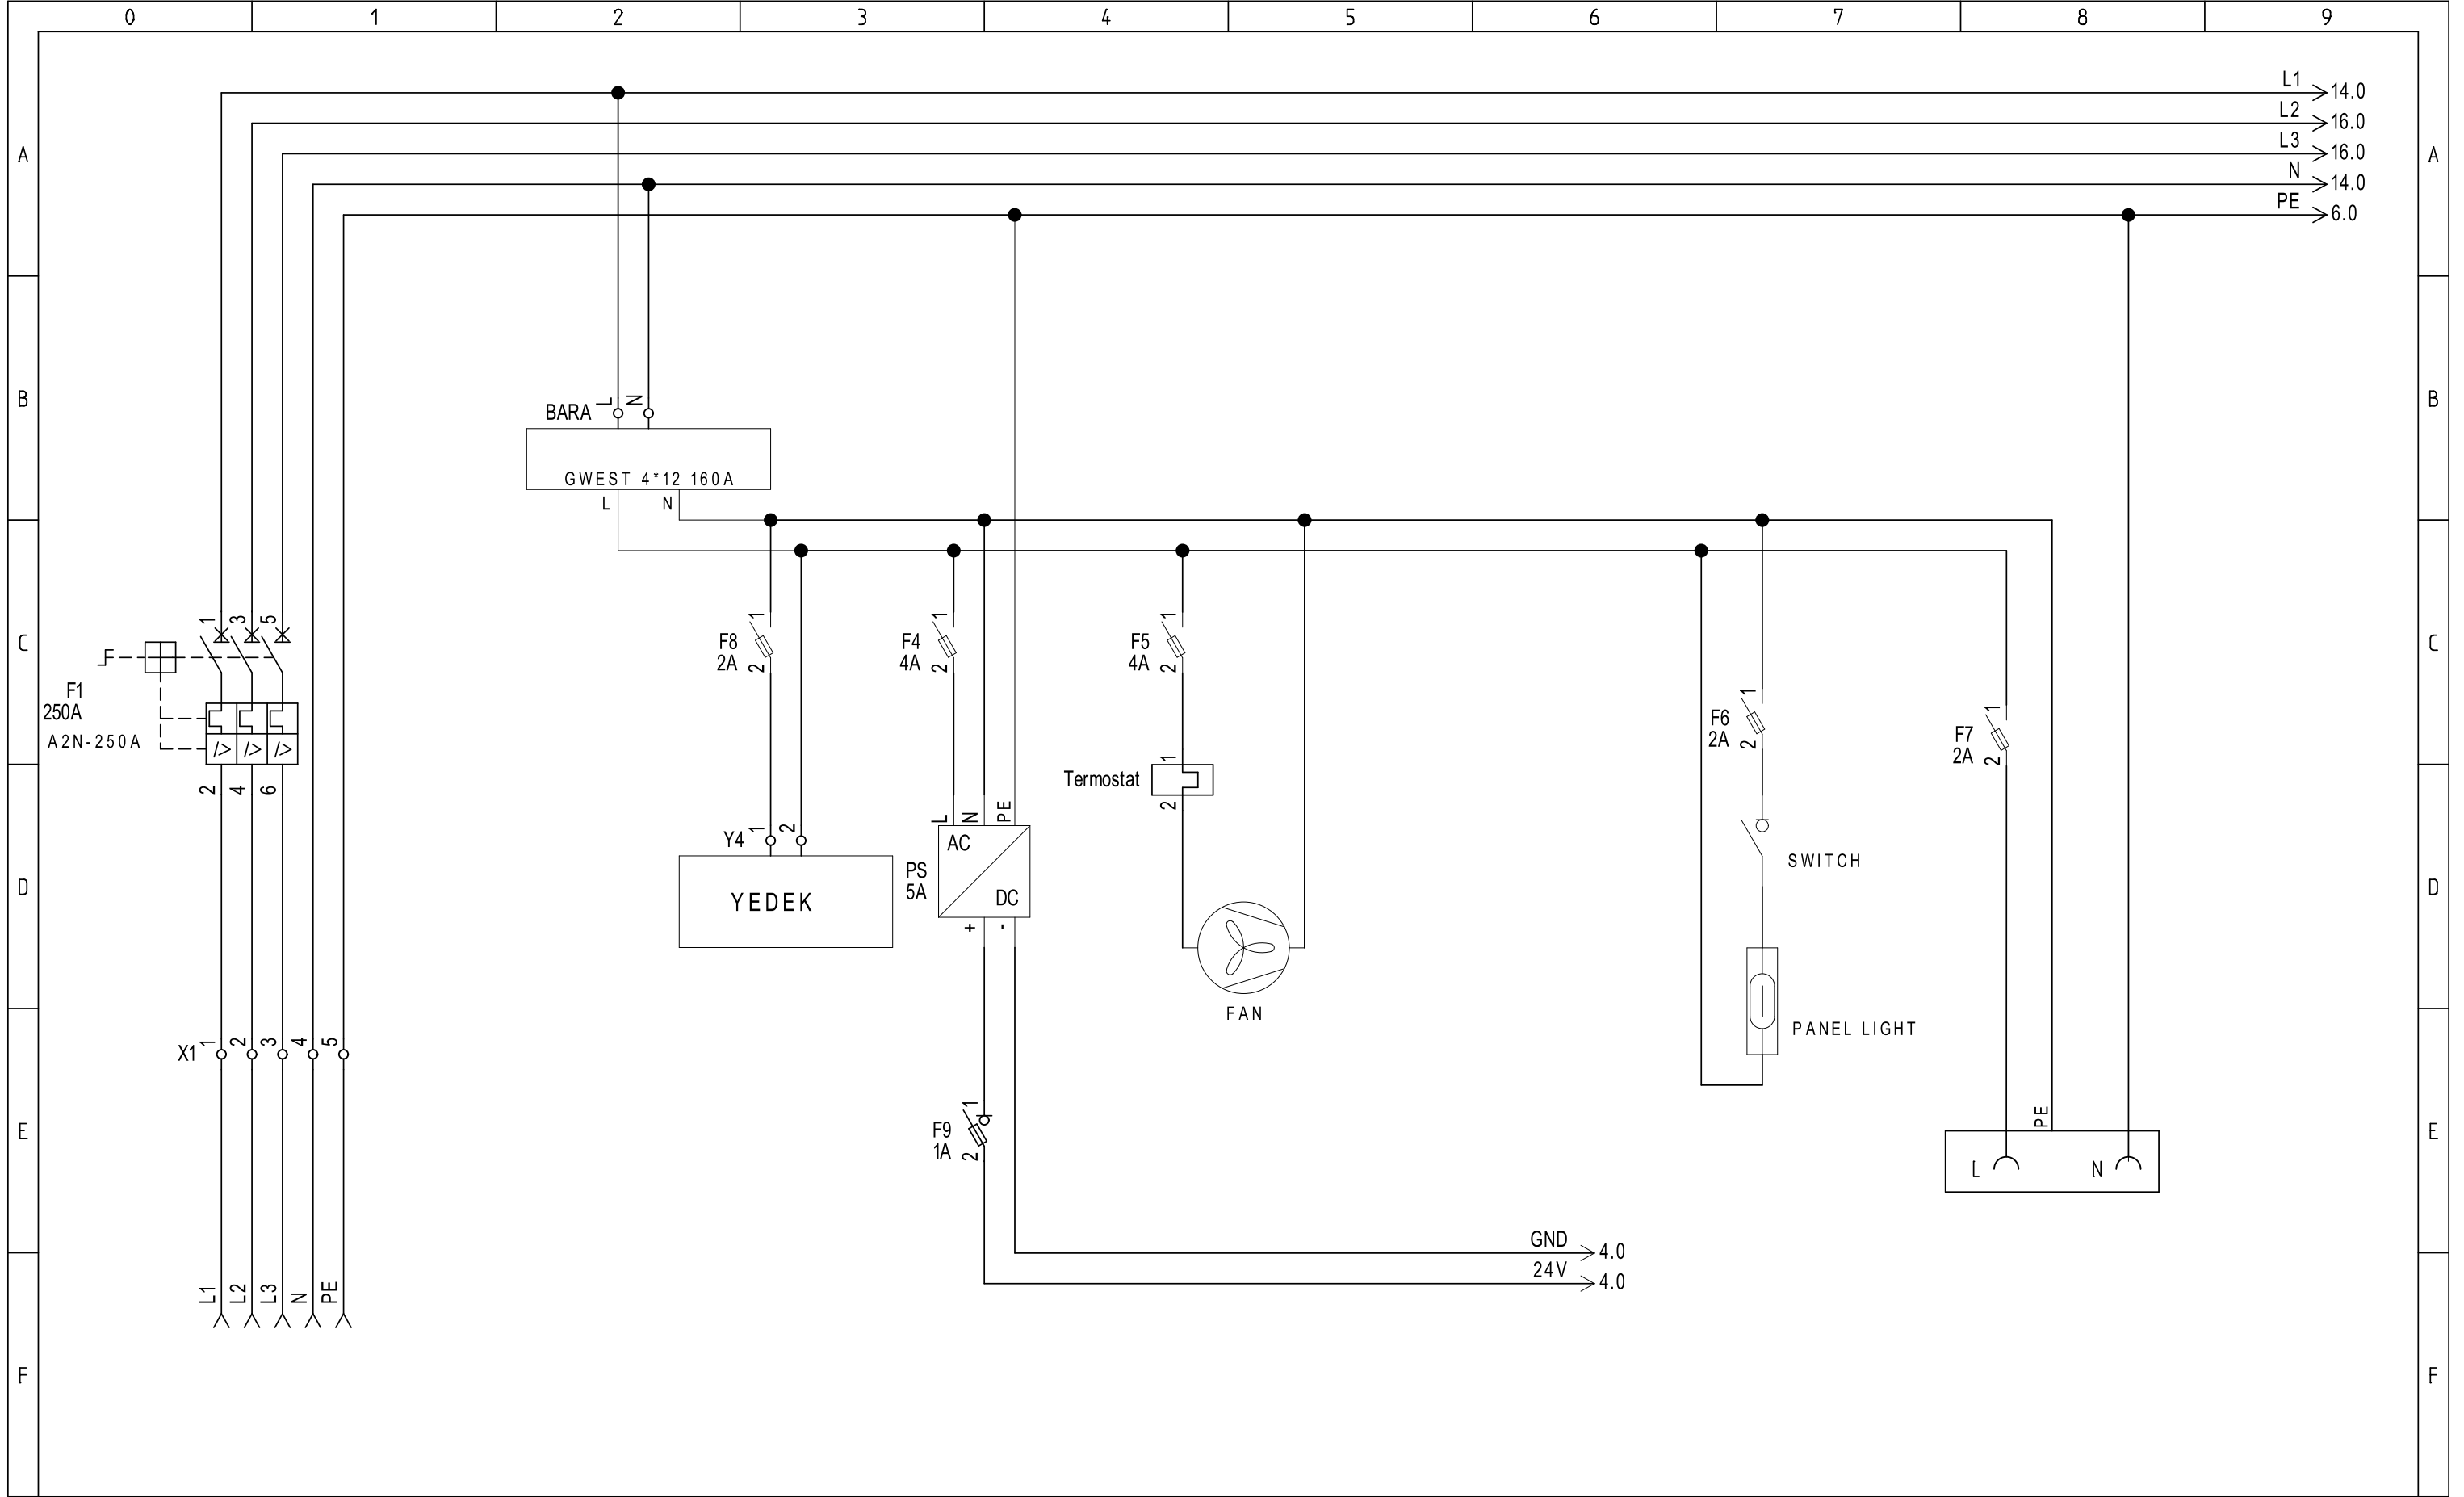 0 1 2 3 4 5 6 7 8 9
L1 14.0
L2 16.0
A L3 16.0 A
N 14.0
PE 6.0
B BARA L N B
GWEST 4*12 160A
L N
1 3 5
C C
F1
250A
A2N-250A
2 4 6
F8
2A
1 2
F4
4A
1 2
F5
4A
1 2
F6
2A
1 2
F7
2A
1 2
Termostat
1 2
Y4 1 2
YEDEK
L N PE
AC
PS
5A
DC
+ -
D D
FAN
SWITCH
PANEL LIGHT
X1 1 2 3 4 5
F9
1A
1 2
E E
PE
L N
GND 4.0
24V 4.0
L1 L2 L3 N PE
F F